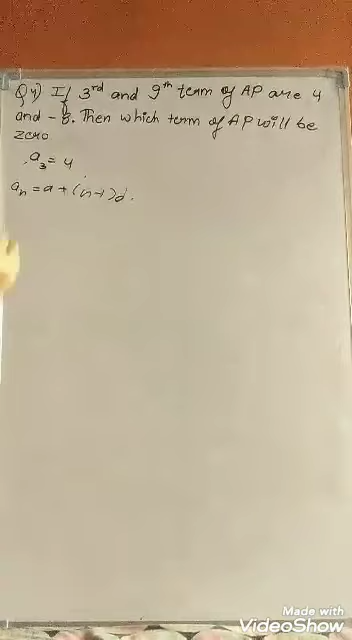 Q4) If 3rd and 9th term of AP are 4
and -8. Then which term of AP will be
zero.
a₃ = 4
aₙ = a + (n-1)d.
Made with
VideoShow